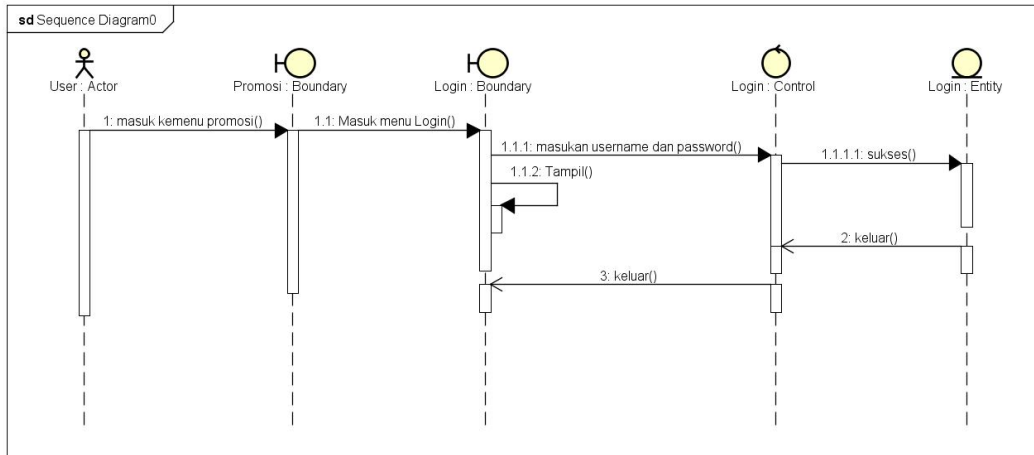 sd Sequence Diagram0
User : Actor
Promosi : Boundary
Login : Boundary
Login : Control
Login : Entity
1: masuk kemenu promosi()
1.1: Masuk menu Login()
1.1.1: masukan username dan password()
1.1.1.1: sukses()
1.1.2: Tampil()
2: keluar()
3: keluar()